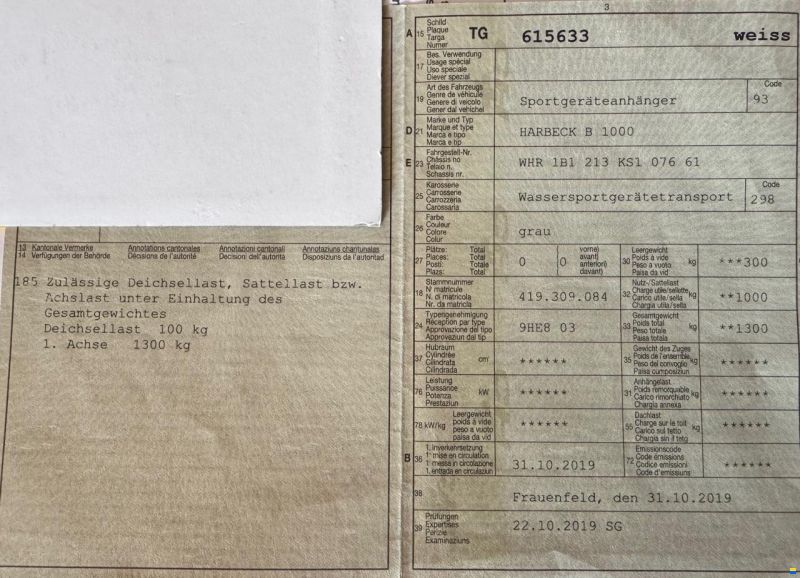 13 Kantonale Vermerke Annotations cantonales Annotazioni cantonali Annotaziuns chantunalas
14 Verfügungen der Behörde Décisions de l'autorité Decisioni dell'autorità Disposiziuns da l'autoritad
185 Zulässige Deichsellast, Sattellast bzw.
Achslast unter Einhaltung des
Gesamtgewichtes
Deichsellast 100 kg
1. Achse 1300 kg
3
A 15 Schild
Plaque
Targa
Numer
TG 615633 weiss
17 Bes. Verwendung
Usage spécial
Uso speciale
Diever spezial
19 Art des Fahrzeugs
Genre de véhicule
Genere di veicolo
Gener dal vehichel
Sportgeräteanhänger
Code
93
D 21 Marke und Typ
Marque et type
Marca e tipo
Marca e tip
HARBECK B 1000
E 23 Fahrgestell-Nr.
Châssis no
Telaio n.
Schassis nr.
WHR 1B1 213 KS1 076 61
25 Karosserie
Carrosserie
Carrozzeria
Carossaria
Wassersportgerätetransport
Code
298
26 Farbe
Couleur
Colore
Colur
grau
27 Plätze: Total
Places: Total
Posti: Totale
Plazs: Total
0 0
vorne)
avant)
anteriori)
davant)
30 Leergewicht
Poids à vide
Peso a vuoto
Paisa da vid
kg
***300
18 Stammnummer
N° matricule
N. di matricola
Nr. da matricla
419.309.084
32 Nutz-/Sattellast
Charge utile/sellette
Carico utile/sella
Chargia utila/sella
kg
**1000
24 Typengenehmigung
Réception par type
Approvazione del tipo
Approvaziun dal tip
9HE8 03
33 Gesamtgewicht
Poids total
Peso totale
Paisa totala
kg
**1300
37 Hubraum
Cylindrée
Cilindrata
Cilindrada
cm³
******
35 Gewicht des Zuges
Poids de l'ensemble
Peso del convoglio
Paisa composiziun
kg
******
76 Leistung
Puissance
Potenza
Prestaziun
kW
******
31 Anhängelast
Poids remorquable
Carico rimorchiato
Chargia annexa
kg
******
78 kW/kg Leergewicht
poids à vide
peso a vuoto
paisa da vid
******
55 Dachlast
Charge sur le toit
Carico sul tetto
Chargia sin il tetg
kg
******
B 36 1. Inverkehrsetzung
1re mise en circulation
1a messa in circolazione
1. entrada en circulaziun
31.10.2019
72 Emissionscode
Code émissions
Codice emissioni
Code d'emissiuns
******
38
Frauenfeld, den 31.10.2019
39 Prüfungen
Expertises
Perizie
Examinaziuns
22.10.2019 SG